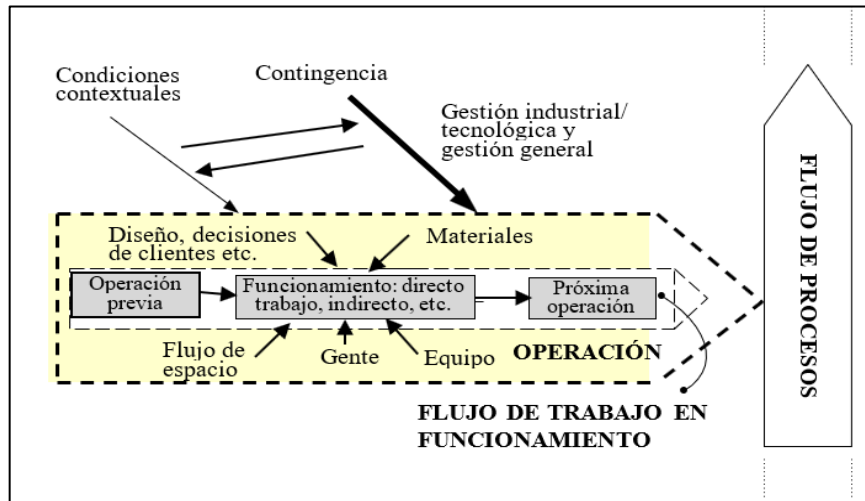 Condiciones
contextuales
Contingencia
Gestión industrial/
tecnológica y
gestión general
Diseño, decisiones
de clientes etc.
Materiales
Operación
previa
Funcionamiento: directo
trabajo, indirecto, etc.
Próxima
operación
Flujo de
espacio
Gente
Equipo
OPERACIÓN
FLUJO DE TRABAJO EN
FUNCIONAMIENTO
FLUJO DE PROCESOS